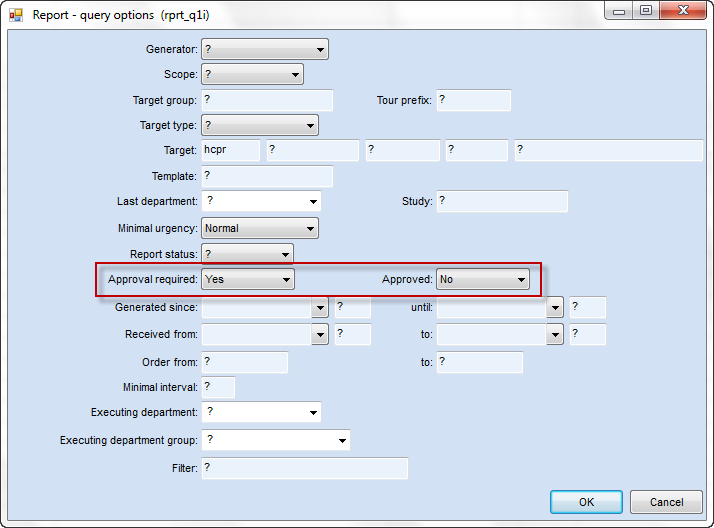 Report - query options (rprt_q1i)
Generator: ?
Scope: ?
Target group: ? Tour prefix: ?
Target type: ?
Target: hcpr ? ? ? ?
Template: ?
Last department: ? Study: ?
Minimal urgency: Normal
Report status: ?
Approval required: Yes Approved: No
Generated since: ? until: ?
Received from: ? to: ?
Order from: ? to: ?
Minimal interval: ?
Executing department: ?
Executing department group: ?
Filter: ?
OK Cancel